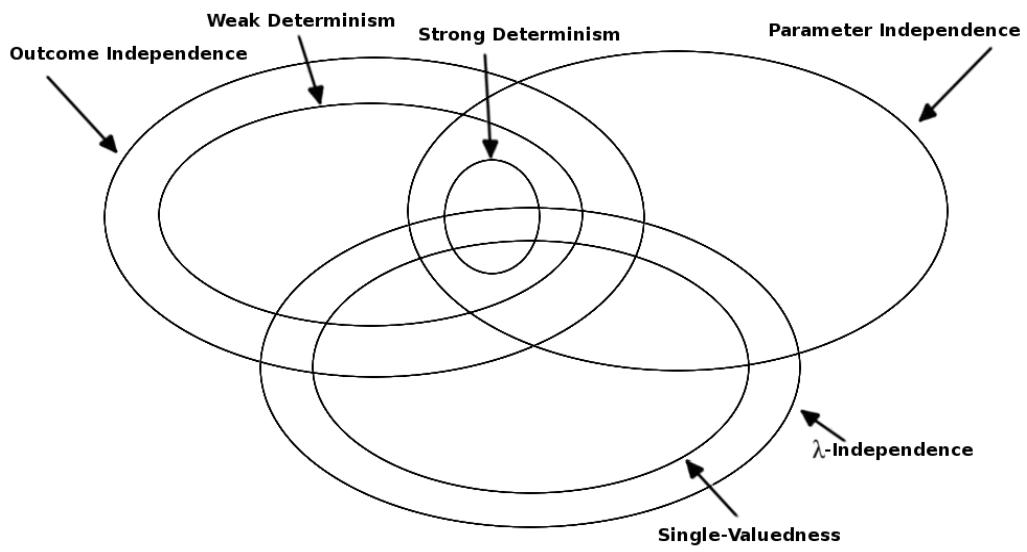 Weak Determinism
Strong Determinism
Parameter Independence
Outcome Independence
λ-Independence
Single-Valuedness